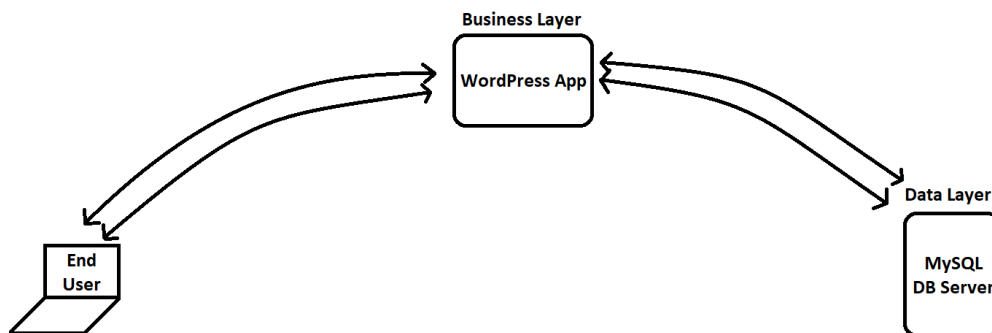 Business Layer
WordPress App
Data Layer
End
User
MySQL
DB Server